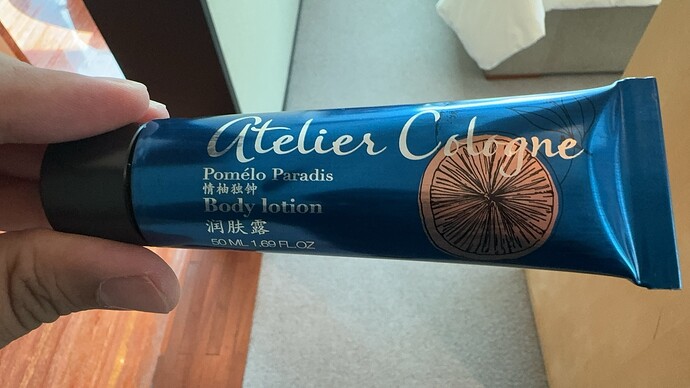 Atelier Cologne
Pomélo Paradis
情柚独钟
Body lotion
润肤露
50 ML 1.69 FL.OZ